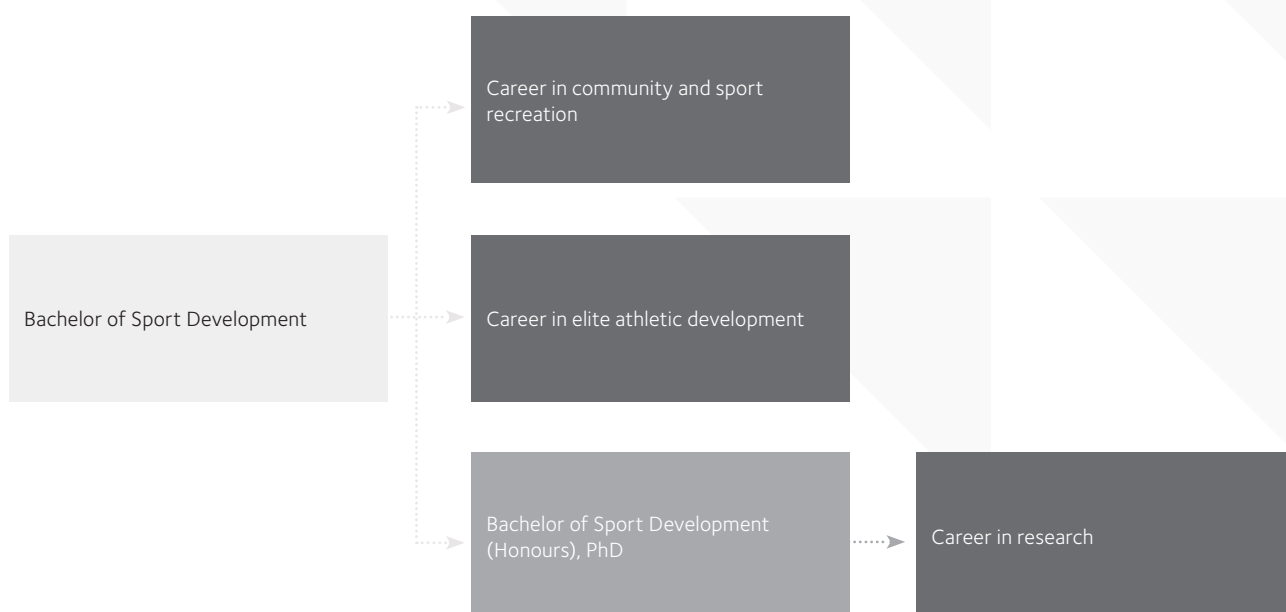 Career in community and sport
recreation
Bachelor of Sport Development
Career in elite athletic development
Bachelor of Sport Development
(Honours), PhD
Career in research